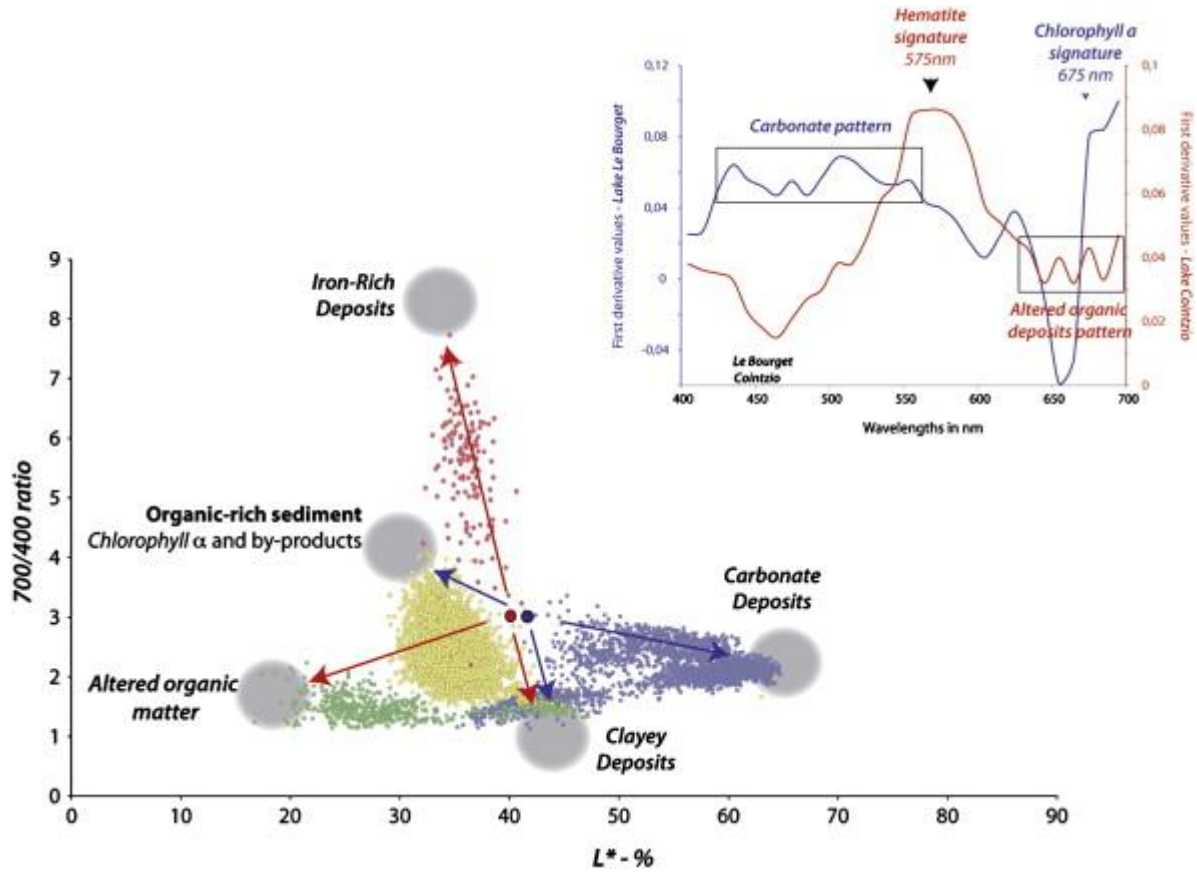 Hematite
signature
575nm
Chlorophyll a
signature
675 nm
0,12
0,08
0,04
0
-0,04
First derivative values - Lake Le Bourget
0,1
0,08
0,06
0,04
0,02
0
First derivative values - Lake Cointzio
Carbonate pattern
Altered organic
deposits pattern
Le Bourget
Cointzio
400 450 500 550 600 650 700
Wavelengths in nm
9
8
7
6
5
4
3
2
1
0
700/400 ratio
Iron-Rich
Deposits
Organic-rich sediment
Chlorophyll α and by-products
Carbonate
Deposits
Altered organic
matter
Clayey
Deposits
0 10 20 30 40 50 60 70 80 90
L* - %